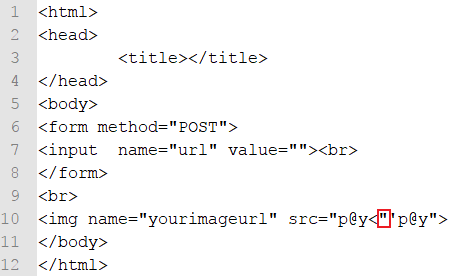 1 <html>
2 <head>
3 <title></title>
4 </head>
5 <body>
6 <form method="POST">
7 <input  name="url" value=""><br>
8 </form>
9 <br>
10 <img name="yourimageurl" src="p@y<"'p@y">
11 </body>
12 </html>